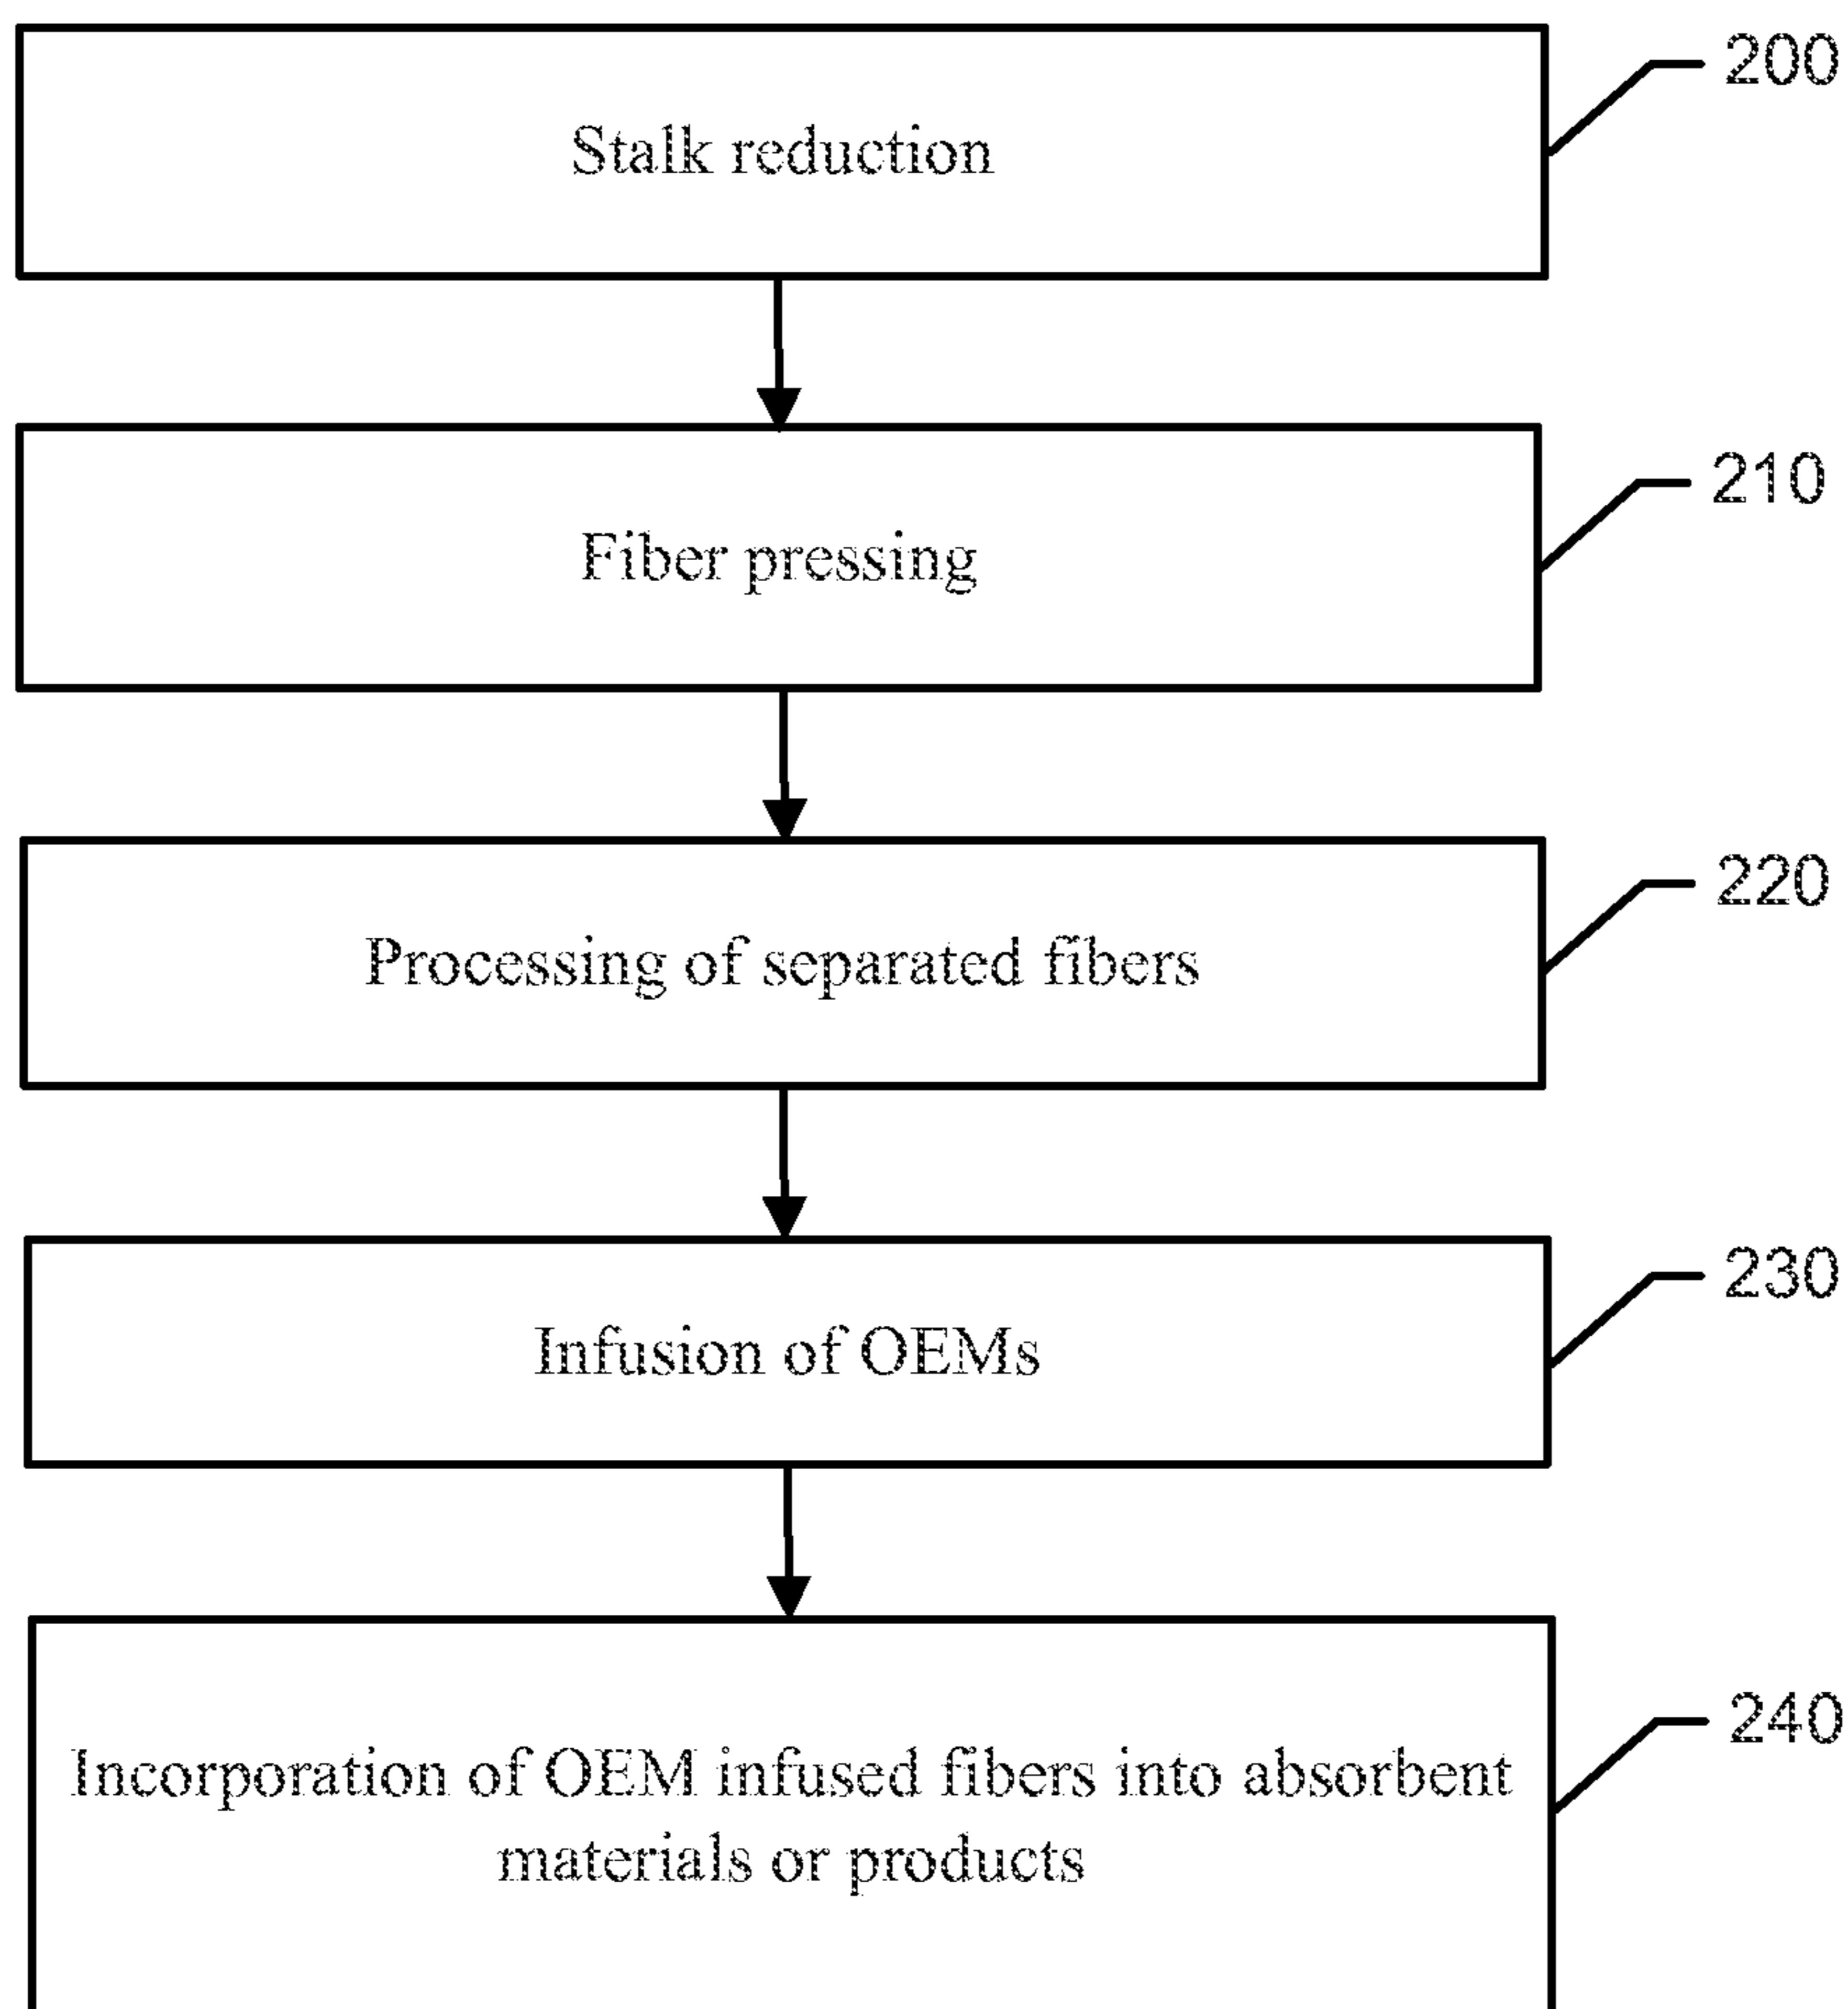 Stalk reduction
200
Fiber pressing
210
Processing of separated fibers
220
Infusion of OEMs
230
Incorporation of OEM infused fibers into absorbent
materials or products
240